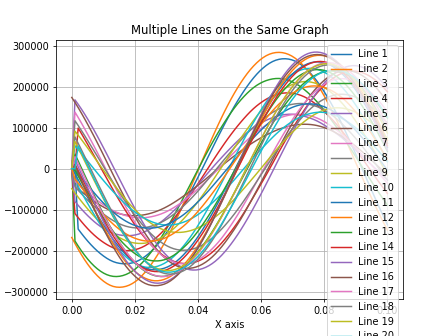 Multiple Lines on the Same Graph
300000
200000
100000
0
−100000
−200000
−300000
0.00
0.02
0.04
0.06
0.08
X axis
Line 1
Line 2
Line 3
Line 4
Line 5
Line 6
Line 7
Line 8
Line 9
Line 10
Line 11
Line 12
Line 13
Line 14
Line 15
Line 16
Line 17
Line 18
Line 19
Line 20